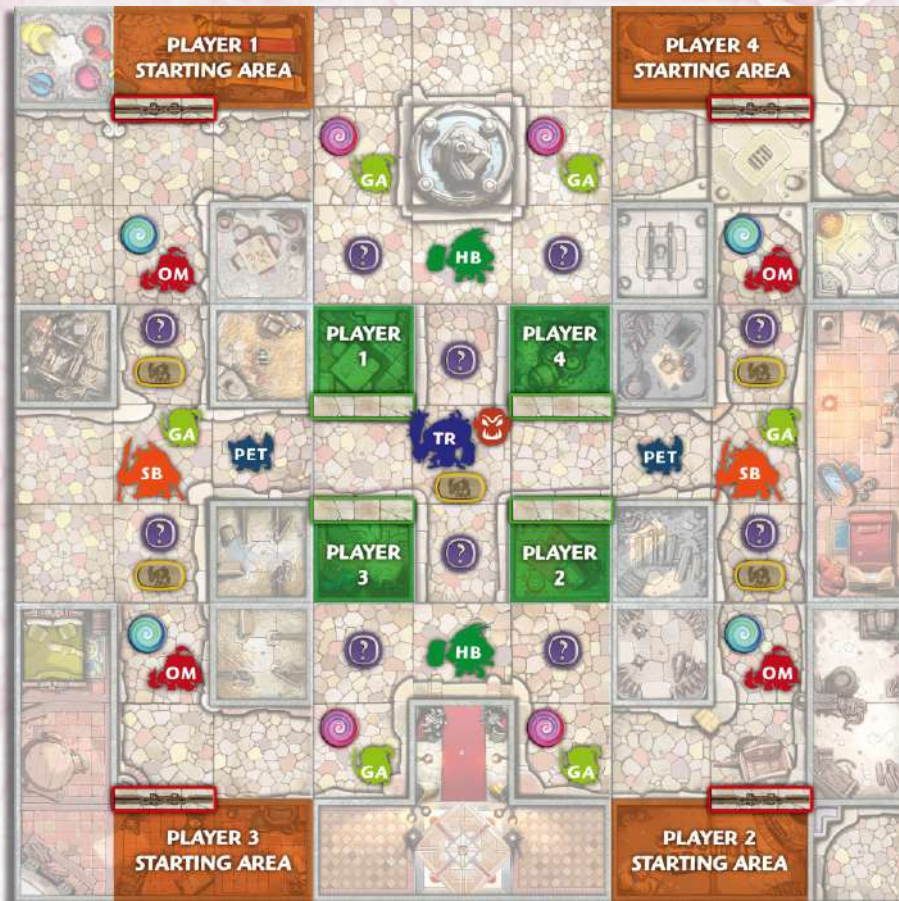 PLAYER 1
STARTING AREA
PLAYER 4
STARTING AREA
GA
GA
OM
?
HB
?
OM
?
PLAYER
1
?
PLAYER
4
?
GA
SB
PET
TR
PET
GA
SB
?
PLAYER
3
?
PLAYER
2
?
OM
?
HB
?
OM
GA
GA
PLAYER 3
STARTING AREA
PLAYER 2
STARTING AREA